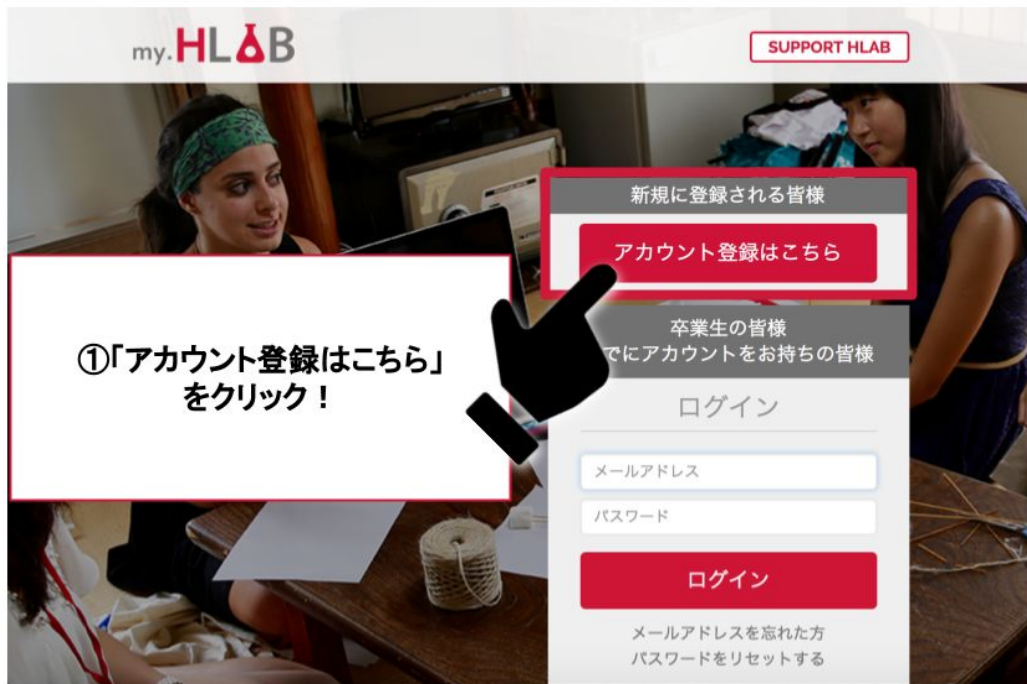 my.HLAB
SUPPORT HLAB
新規に登録される皆様
アカウント登録はこちら
①「アカウント登録はこちら」
をクリック！
卒業生の皆様
でにアカウントをお持ちの皆様
ログイン
メールアドレス
パスワード
ログイン
メールアドレスを忘れた方
パスワードをリセットする